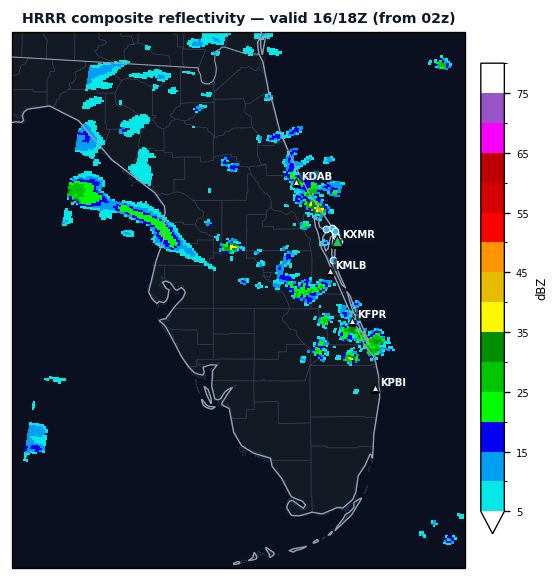 HRRR composite reflectivity — valid 16/18Z (from 02z)
KDAB
KXMR
KMLB
KFPR
KPBI
75
65
55
45
35
25
15
5
dBZ